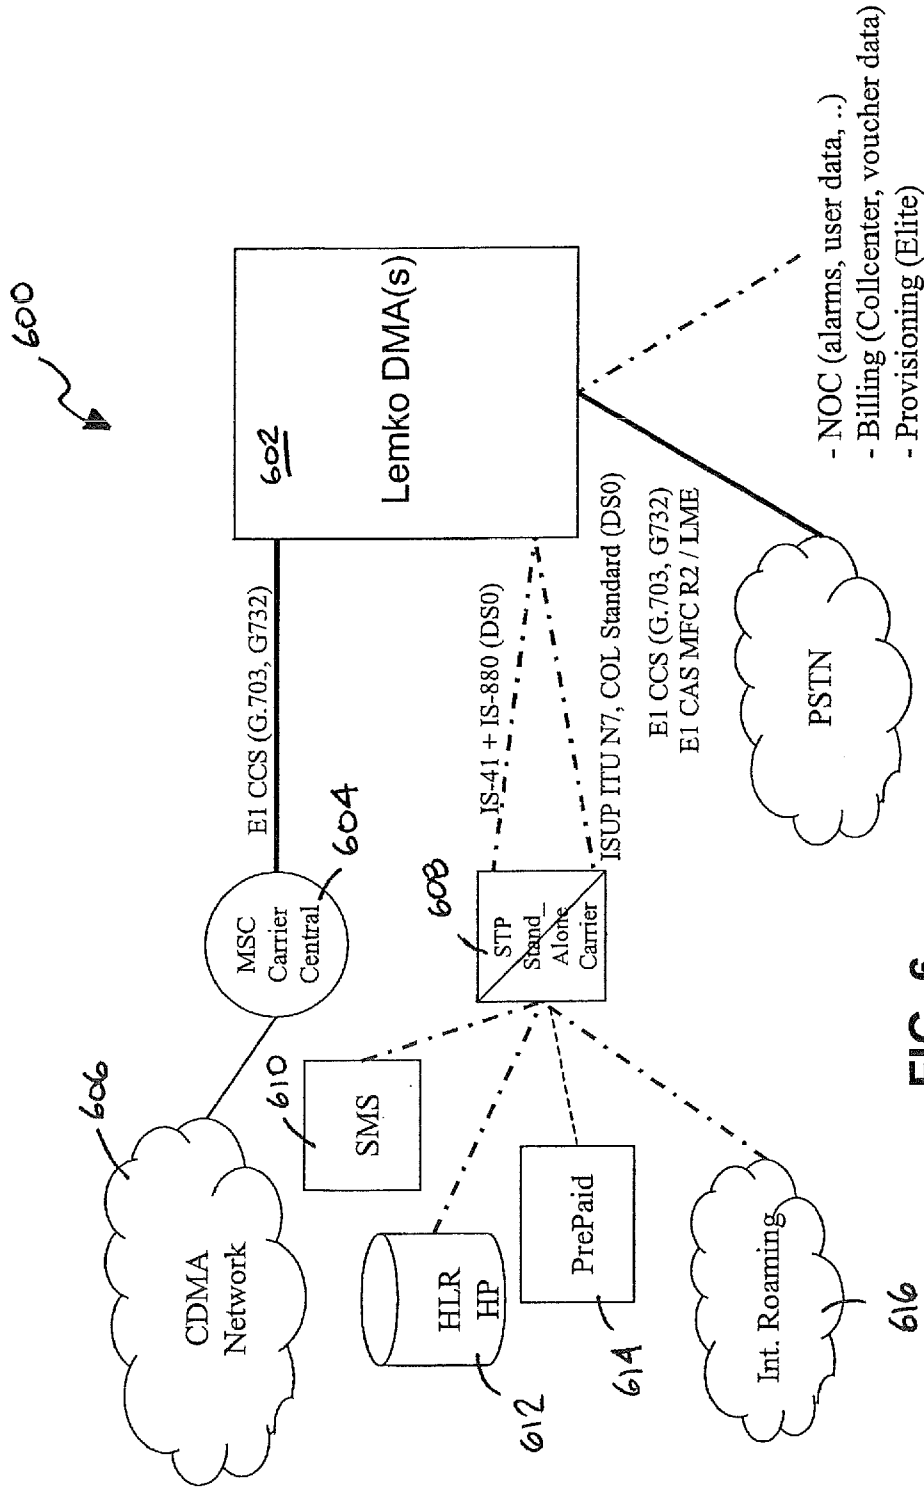 600
602
Lemko DMA(s)
E1 CCS (G.703, G732)
604
MSC
Carrier
Central
606
CDMA
Network
IS-41 + IS-880 (DS0)
ISUP ITU N7, COL Standard (DS0)
608
STP
Stand_
Alone
Carrier
610
SMS
612
HLR
HP
614
PrePaid
616
Int. Roaming
E1 CCS (G.703, G732)
E1 CAS MFC R2 / LME
PSTN
- NOC (alarms, user data, ..)
- Billing (Collcenter, voucher data)
- Provisioning (Elite)
FIG. 6